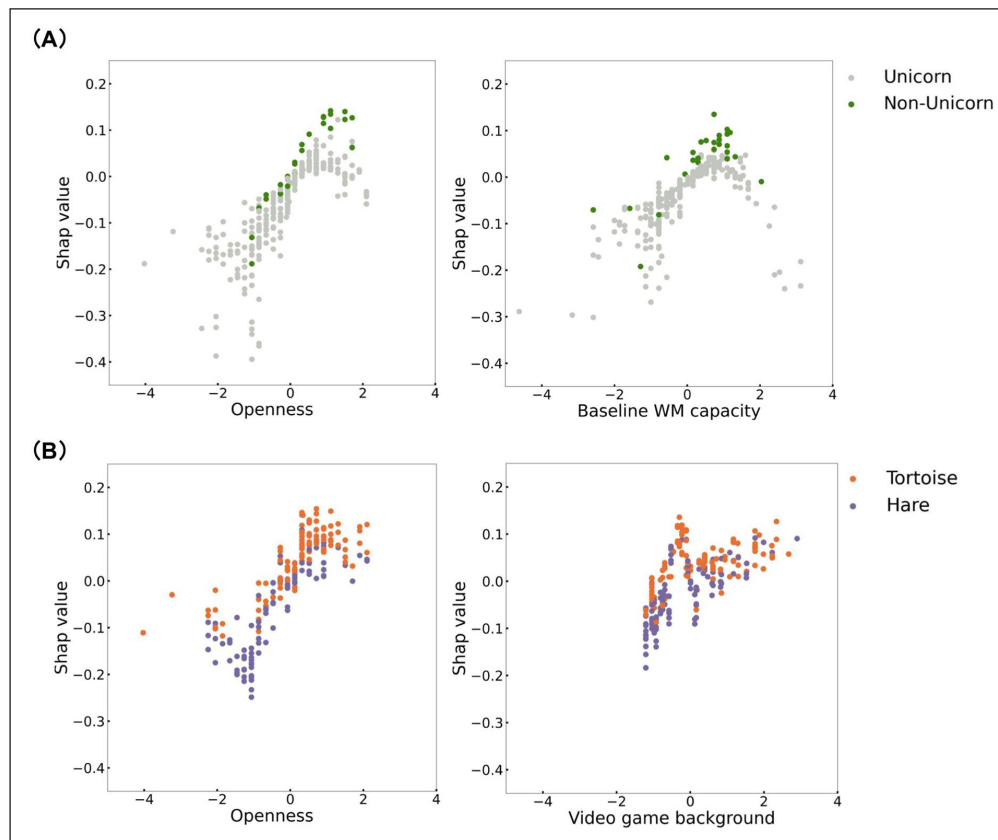 (A)
Unicorn
Non-Unicorn
Shap value
0.2
0.1
0.0
−0.1
−0.2
−0.3
−0.4
−4 −2 0 2 4
Openness
Shap value
0.2
0.1
0.0
−0.1
−0.2
−0.3
−0.4
−4 −2 0 2 4
Baseline WM capacity
(B)
Tortoise
Hare
Shap value
0.2
0.1
0.0
−0.1
−0.2
−0.3
−0.4
−4 −2 0 2 4
Openness
Shap value
0.2
0.1
0.0
−0.1
−0.2
−0.3
−0.4
−4 −2 0 2 4
Video game background